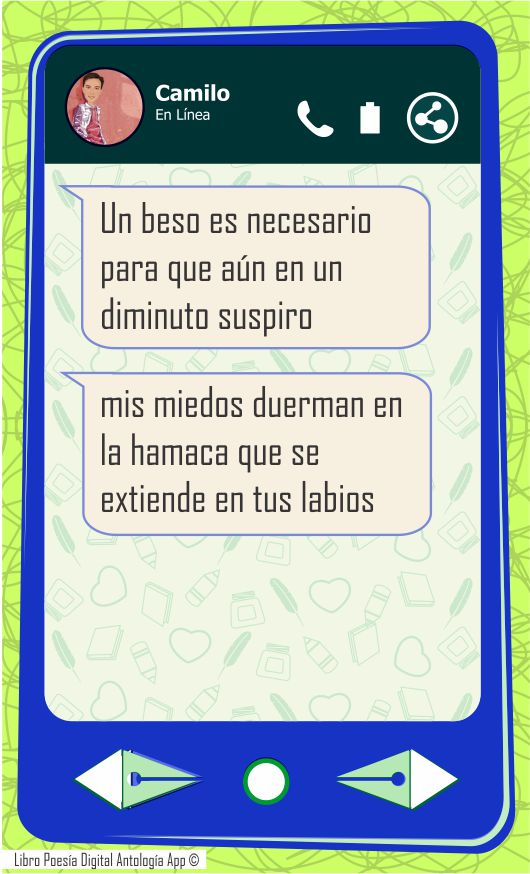 Camilo
En Línea
Un beso es necesario
para que aún en un
diminuto suspiro
mis miedos duerman en
la hamaca que se
extiende en tus labios
Libro Poesía Digital Antología App ©